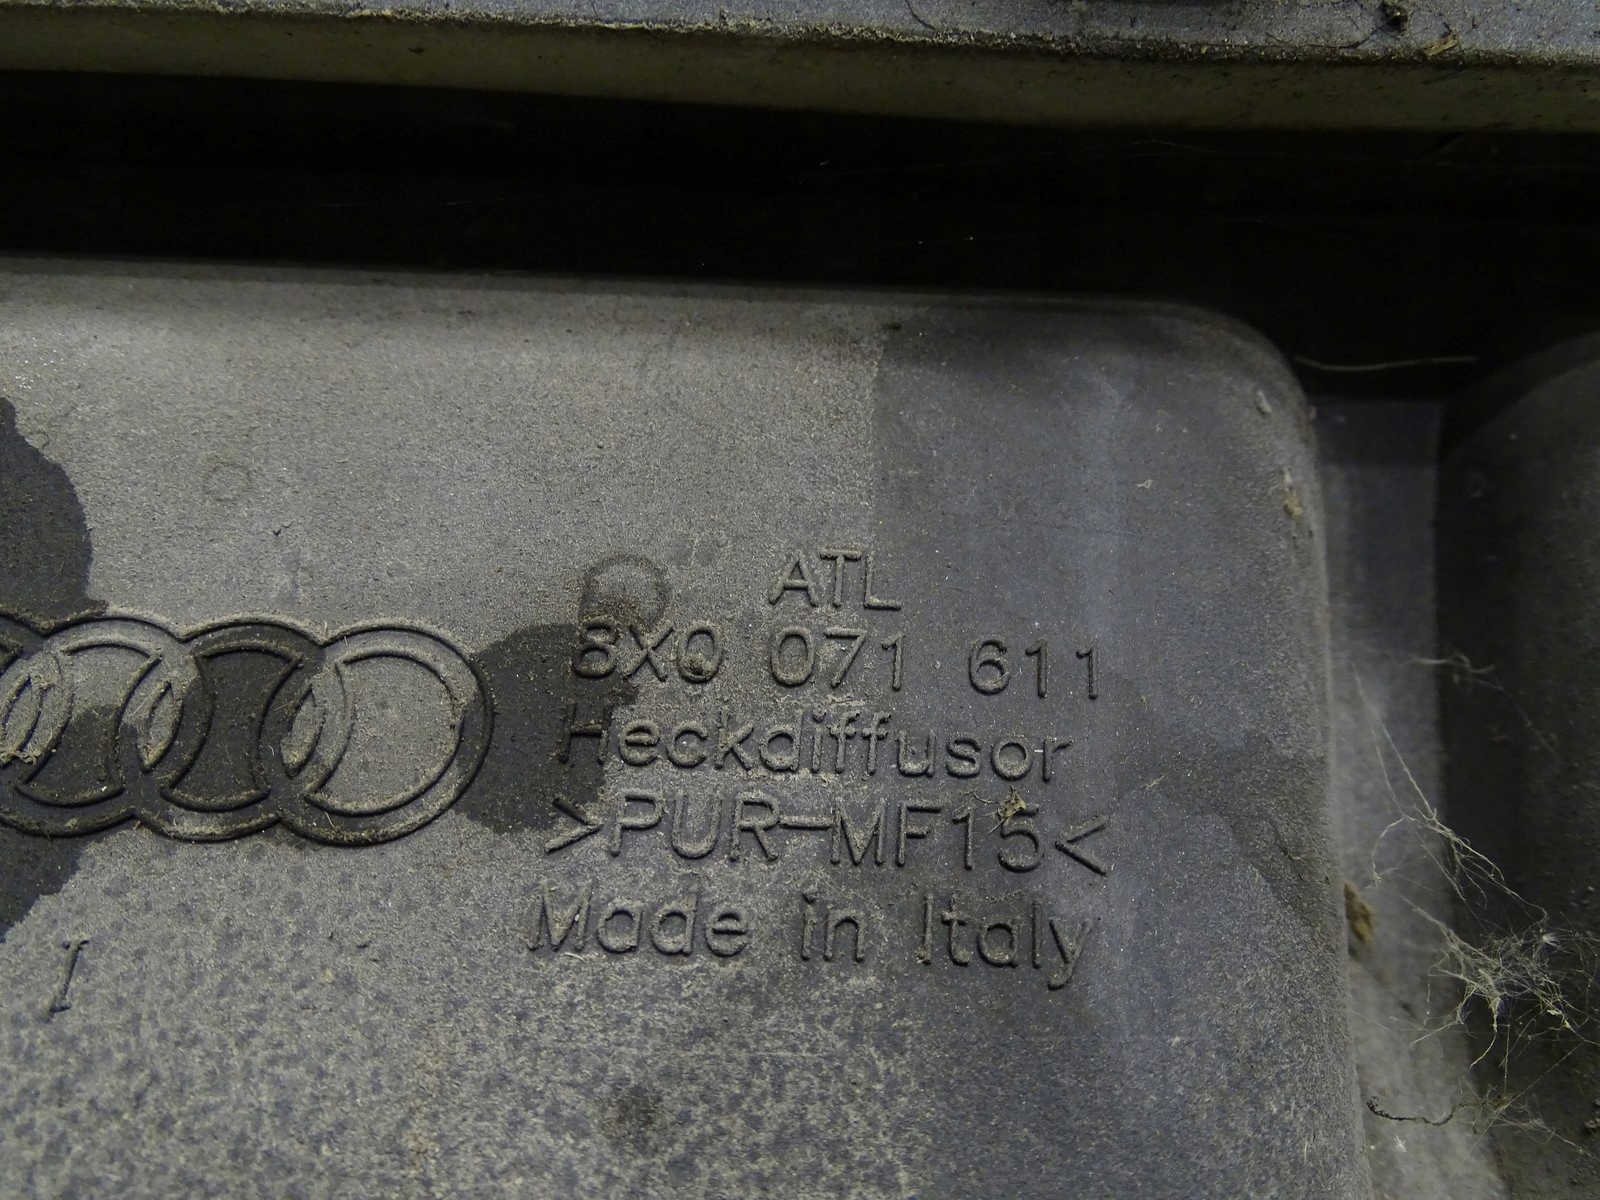 ATL
8X0 071 611
Heckdiffusor
>PUR-MF15<
Made in Italy
I